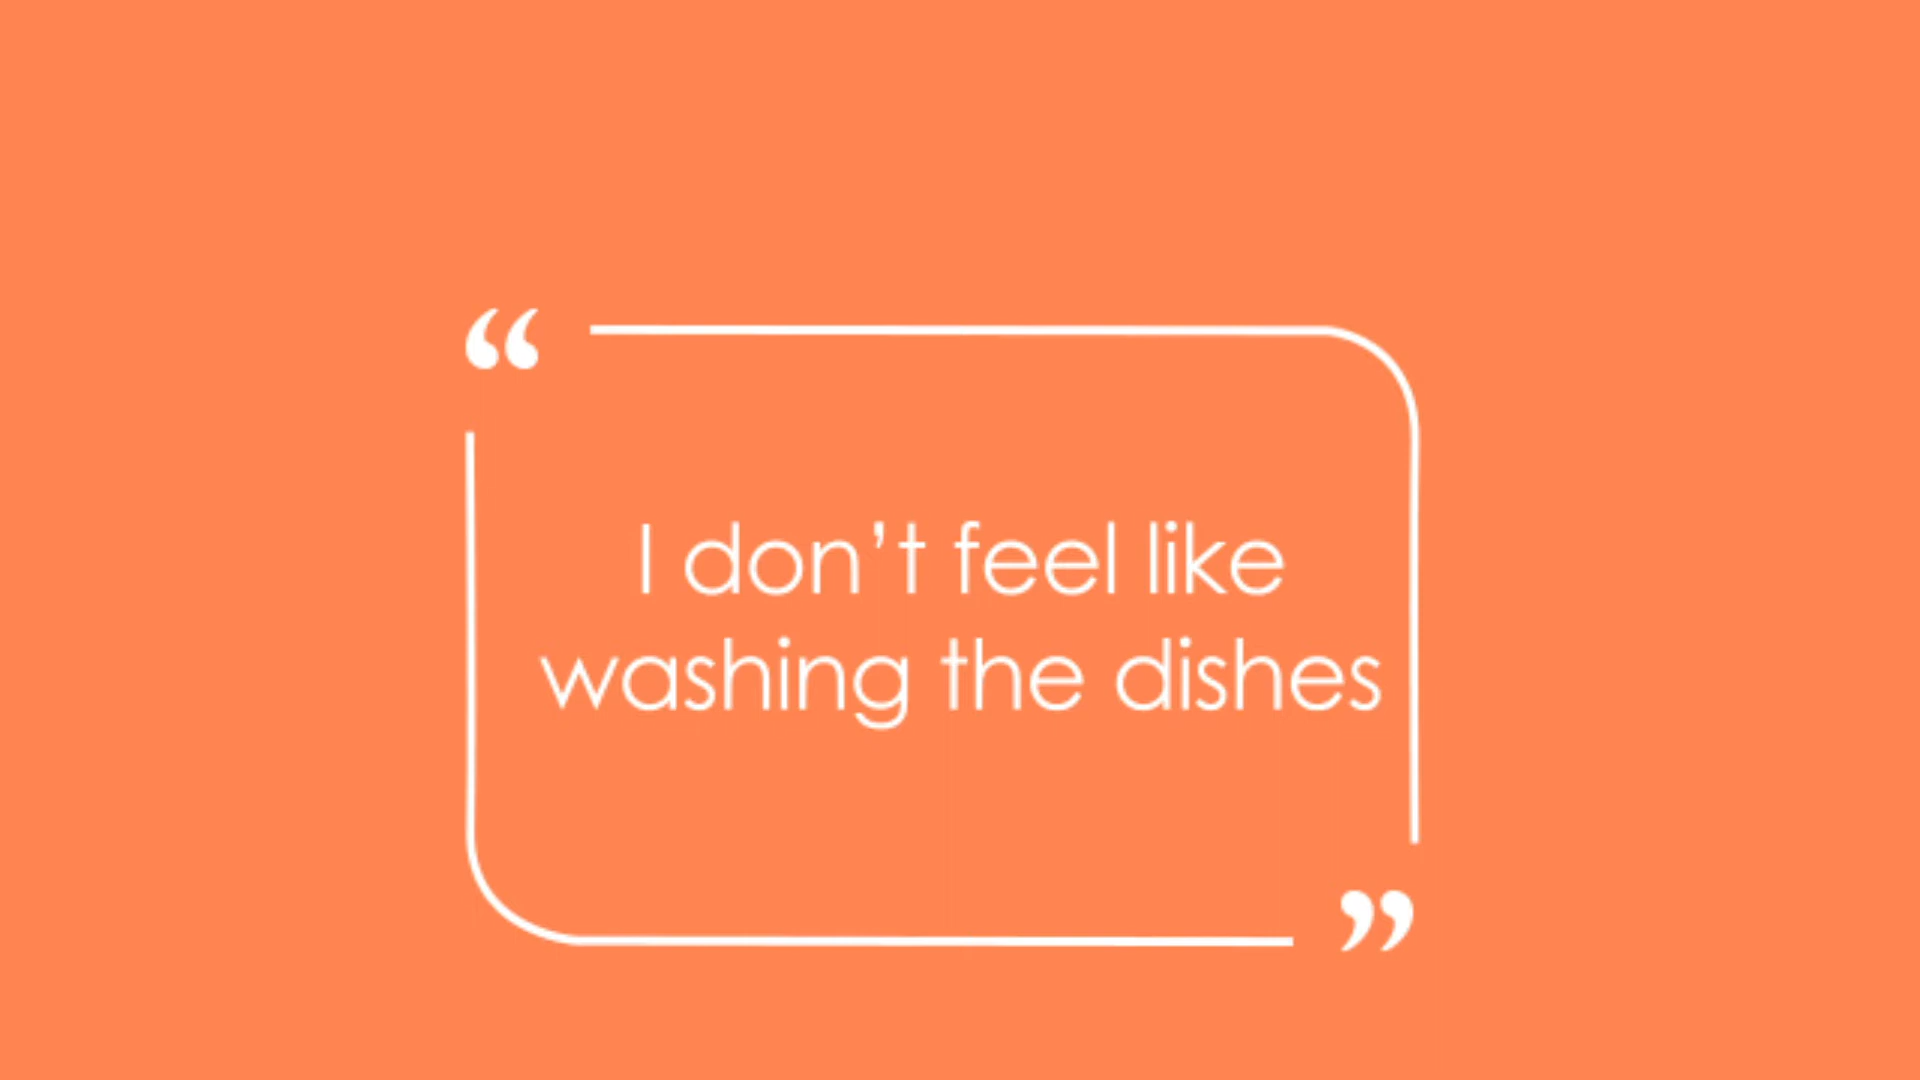 “
I don’t feel like
washing the dishes
”